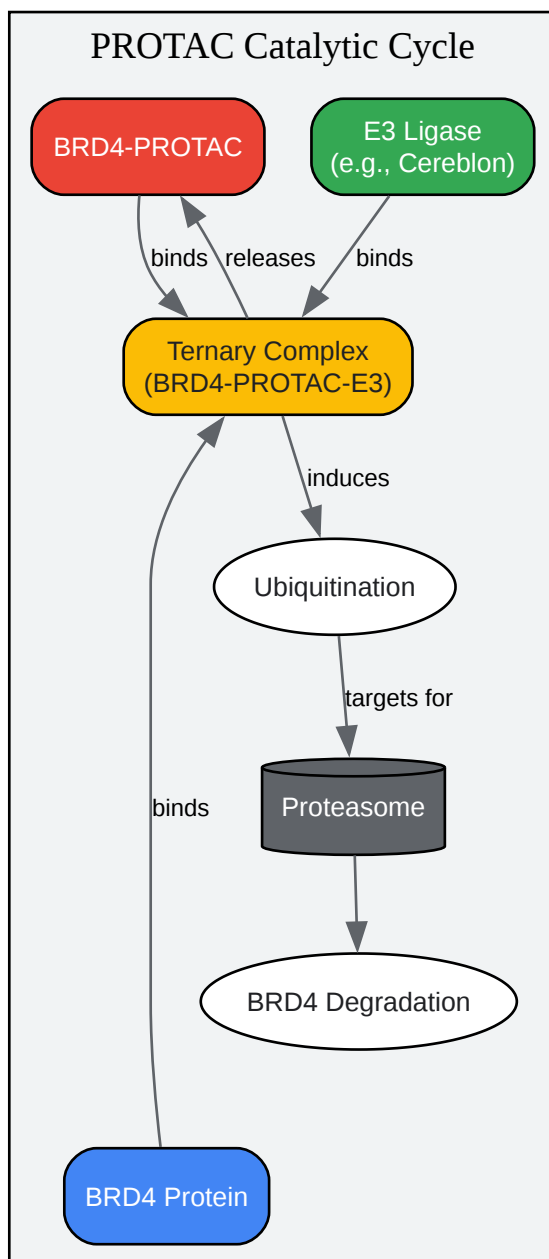 PROTAC Catalytic Cycle
BRD4-PROTAC
E3 Ligase
(e.g., Cereblon)
binds
releases
binds
Ternary Complex
(BRD4-PROTAC-E3)
induces
Ubiquitination
targets for
Proteasome
binds
BRD4 Degradation
BRD4 Protein